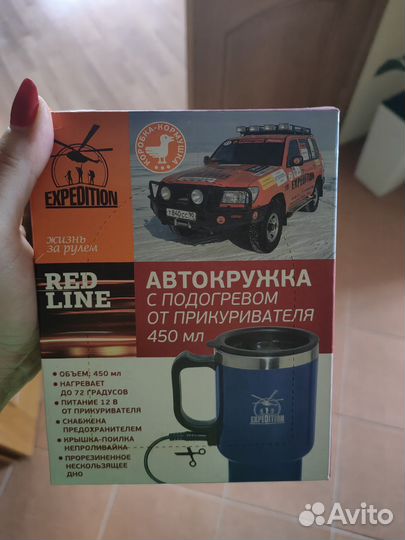 EXPEDITION
КОРОБКА-КОРМУШКА
EXPEDITION
жизнь
за рулем
RED
LINE
АВТОКРУЖКА
С ПОДОГРЕВОМ
ОТ ПРИКУРИВАТЕЛЯ
450 МЛ
• ОБЪЕМ: 450 мл
• НАГРЕВАЕТ
ДО 72 ГРАДУСОВ
• ПИТАНИЕ 12 В
ОТ ПРИКУРИВАТЕЛЯ
• СНАБЖЕНА
ПРЕДОХРАНИТЕЛЕМ
• КРЫШКА-ПОИЛКА
НЕПРОЛИВАЙКА
• ПРОРЕЗИНЕННОЕ
НЕСКОЛЬЗЯЩЕЕ
ДНО
EXPEDITION
Avito